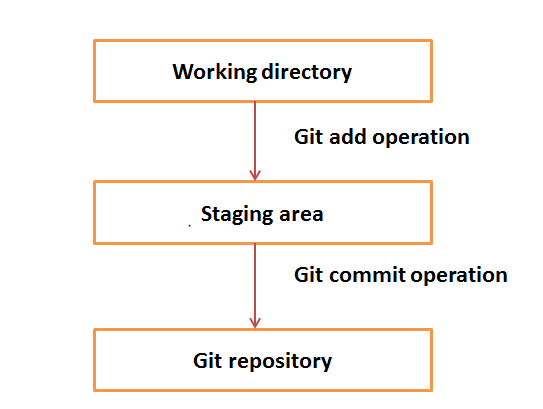 Working directory
Git add operation
Staging area
Git commit operation
Git repository